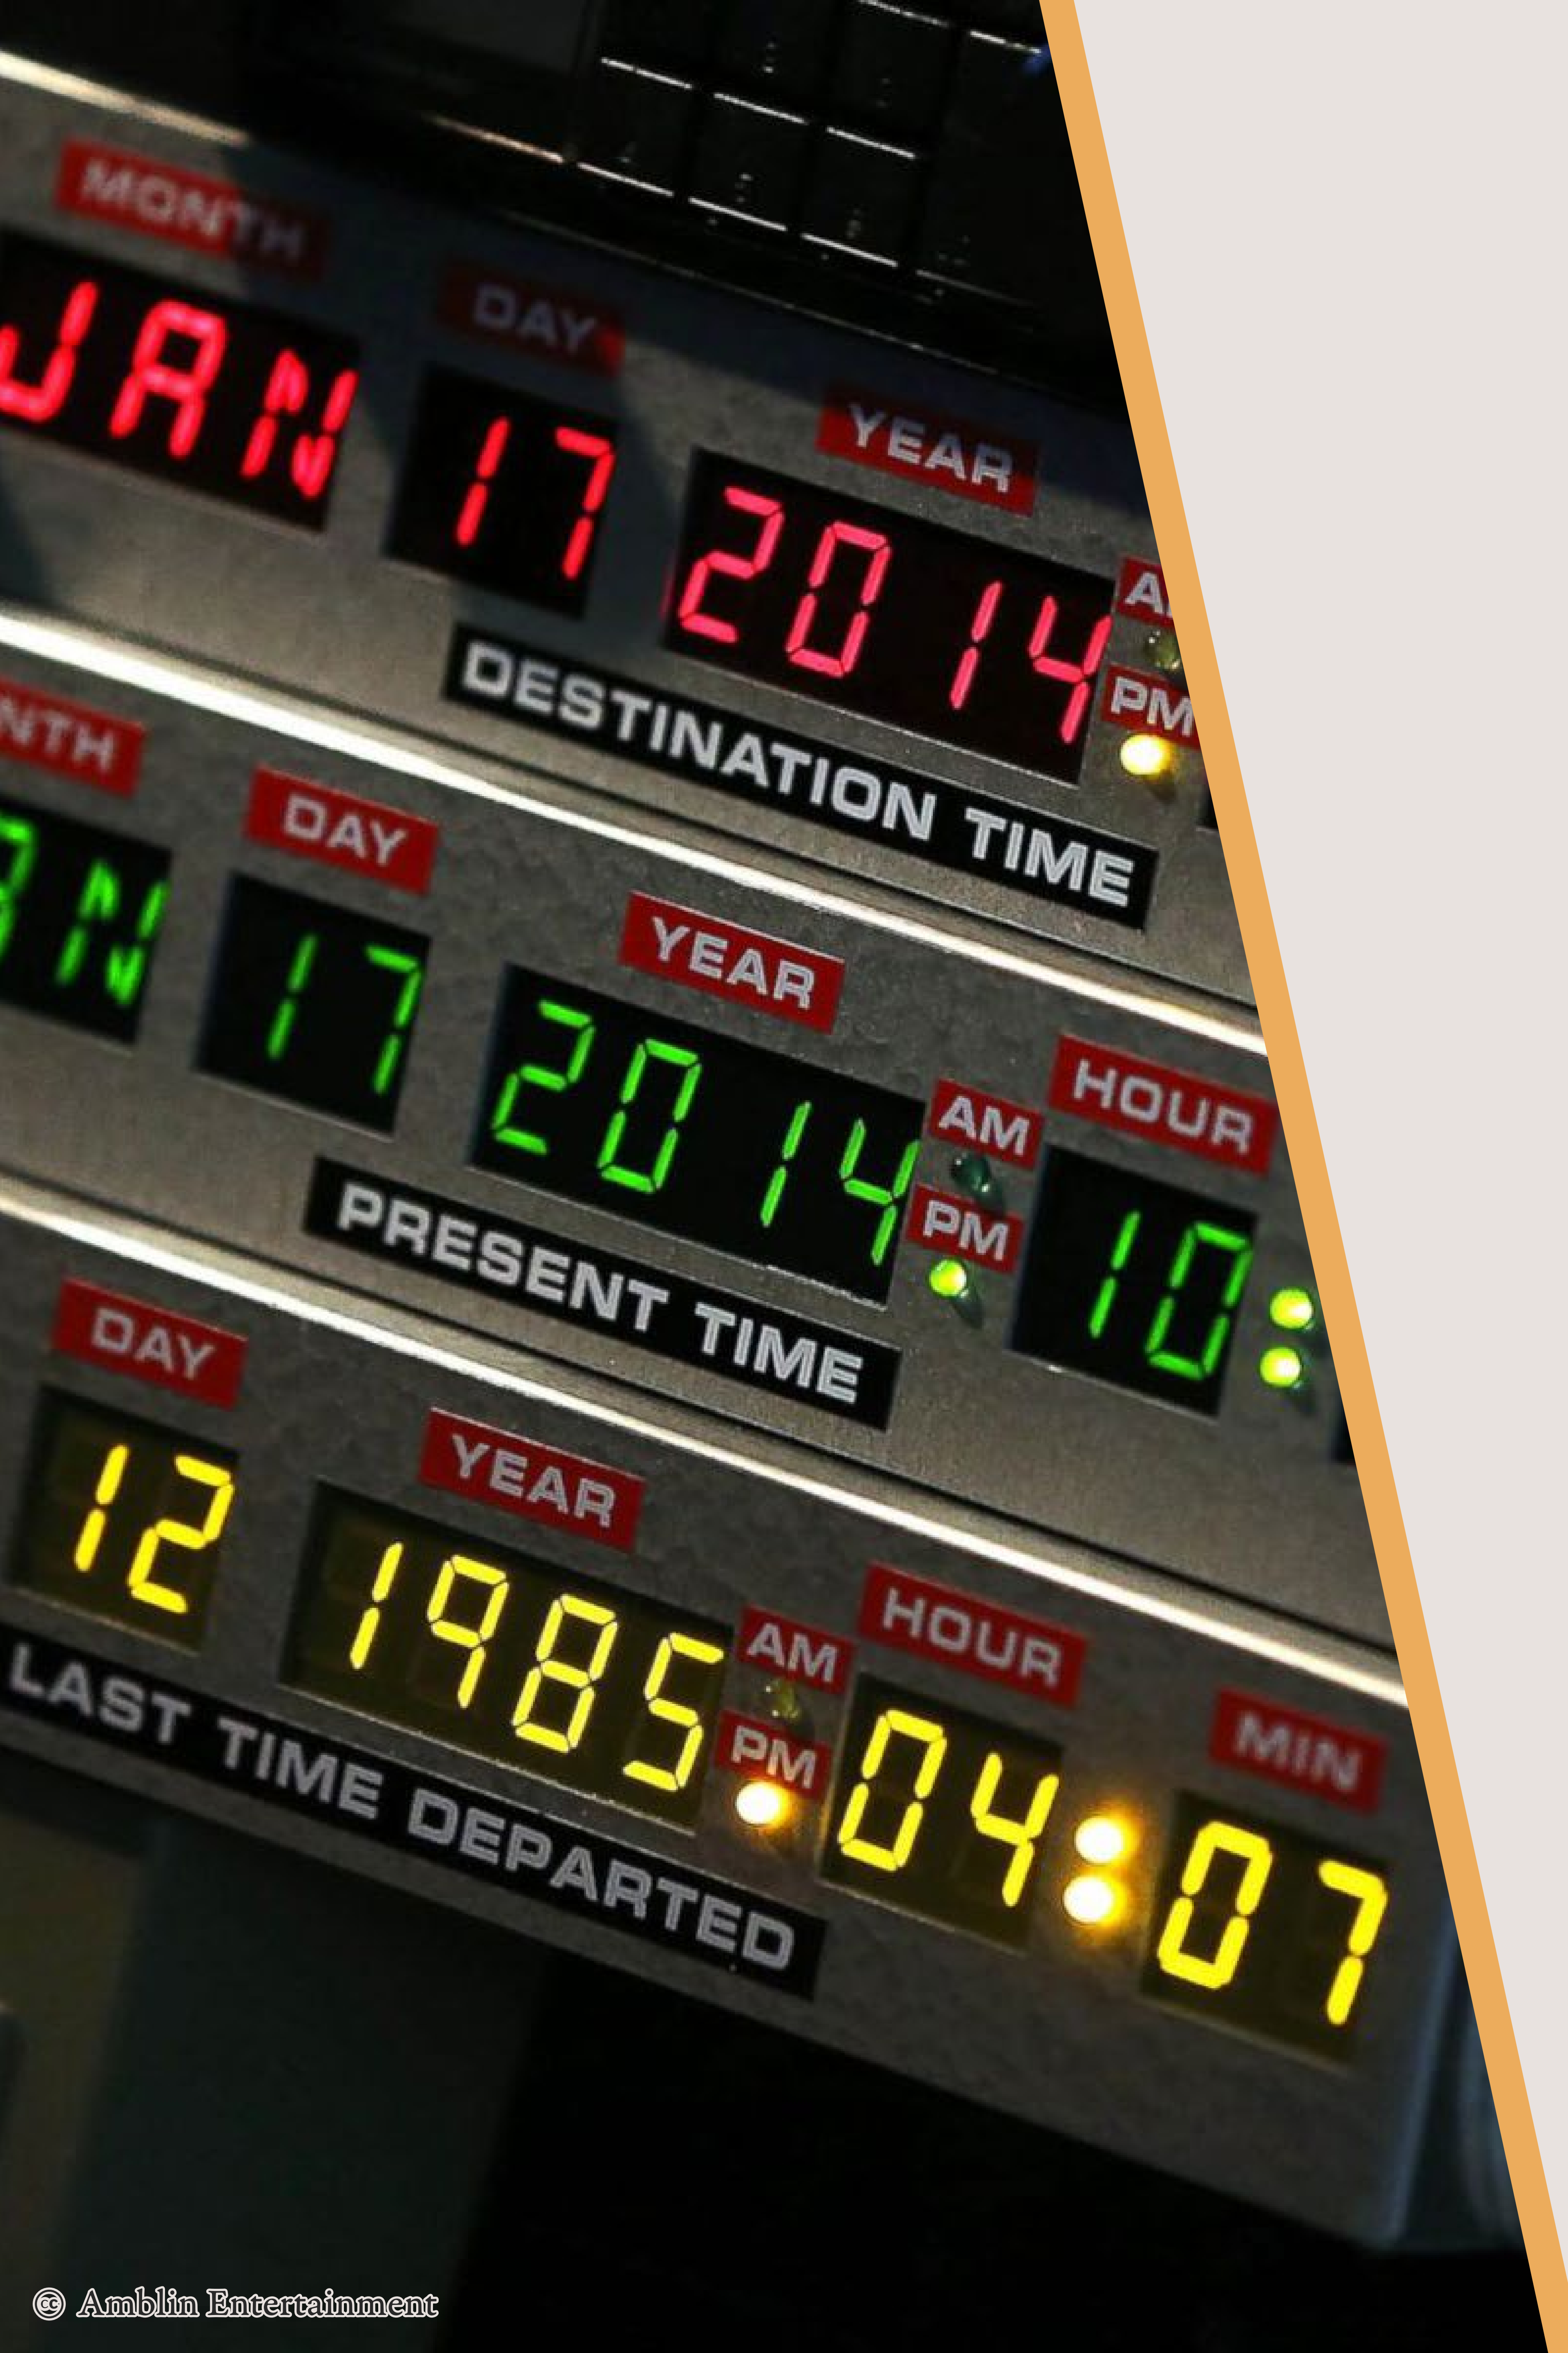 MONTH DAY YEAR
JAN 17 2014 PM
DESTINATION TIME
DAY YEAR AM HOUR
17 2014 PM 10:
PRESENT TIME
DAY YEAR AM HOUR MIN
12 1985 PM 04:07
LAST TIME DEPARTED
© Amblin Entertainment